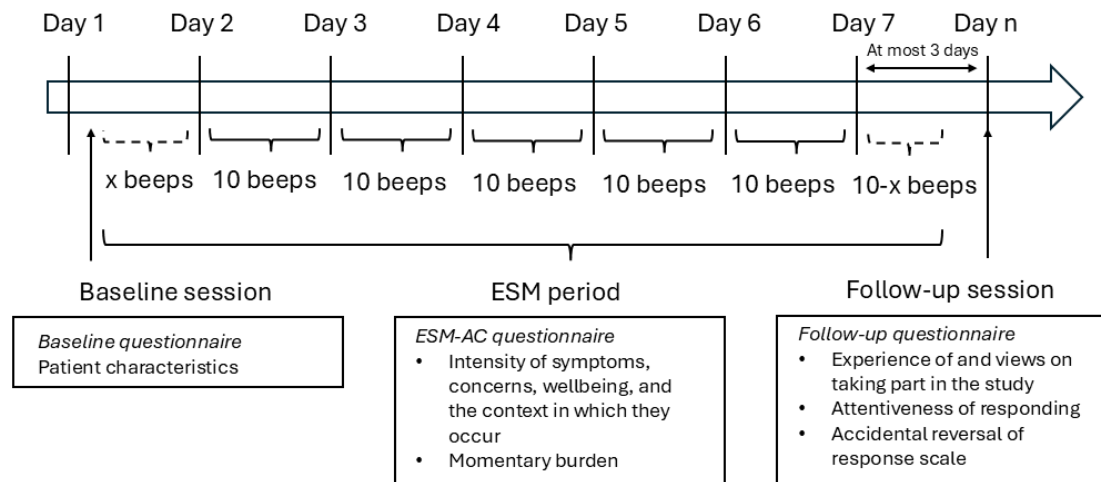 Day 1 Day 2 Day 3 Day 4 Day 5 Day 6 Day 7 Day n
At most 3 days
x beeps 10 beeps 10 beeps 10 beeps 10 beeps 10 beeps 10-x beeps
Baseline session
Baseline questionnaire
Patient characteristics
ESM period
ESM-AC questionnaire
• Intensity of symptoms,
concerns, wellbeing, and
the context in which they
occur
• Momentary burden
Follow-up session
Follow-up questionnaire
• Experience of and views on
taking part in the study
• Attentiveness of responding
• Accidental reversal of
response scale